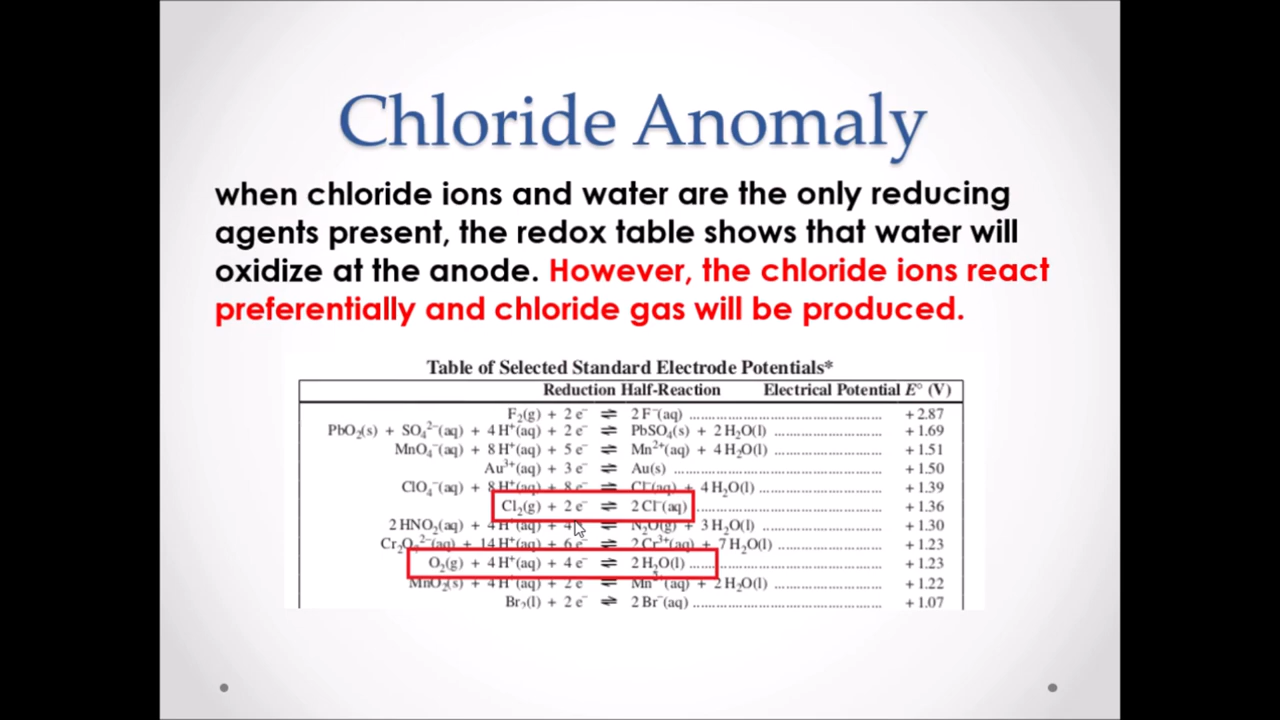 Chloride Anomaly
when chloride ions and water are the only reducing
agents present, the redox table shows that water will
oxidize at the anode. However, the chloride ions react
preferentially and chloride gas will be produced.
Table of Selected Standard Electrode Potentials*
Reduction Half-Reaction Electrical Potential E° (V)
F₂(g) + 2 e⁻ ⇌ 2 F⁻(aq) ........ + 2.87
PbO₂(s) + SO₄²⁻(aq) + 4 H⁺(aq) + 2 e⁻ ⇌ PbSO₄(s) + 2 H₂O(l) ........ + 1.69
MnO₄⁻(aq) + 8 H⁺(aq) + 5 e⁻ ⇌ Mn²⁺(aq) + 4 H₂O(l) ........ + 1.51
Au³⁺(aq) + 3 e⁻ ⇌ Au(s) ........ + 1.50
ClO₄⁻(aq) + 8 H⁺(aq) + 8 e⁻ ⇌ Cl⁻(aq) + 4 H₂O(l) ........ + 1.39
Cl₂(g) + 2 e⁻ ⇌ 2 Cl⁻(aq) ........ + 1.36
2 HNO₂(aq) + 4 H⁺(aq) + 4 ⇌ N₂O(g) + 3 H₂O(l) ........ + 1.30
Cr₂O₇²⁻(aq) + 14 H⁺(aq) + 6 e⁻ ⇌ 2 Cr³⁺(aq) + 7 H₂O(l) ........ + 1.23
O₂(g) + 4 H⁺(aq) + 4 e⁻ ⇌ 2 H₂O(l) ........ + 1.23
MnO₂(s) + 4 H⁺(aq) + 2 e⁻ ⇌ Mn²⁺(aq) + 2 H₂O(l) ........ + 1.22
Br₂(l) + 2 e⁻ ⇌ 2 Br⁻(aq) ........ + 1.07